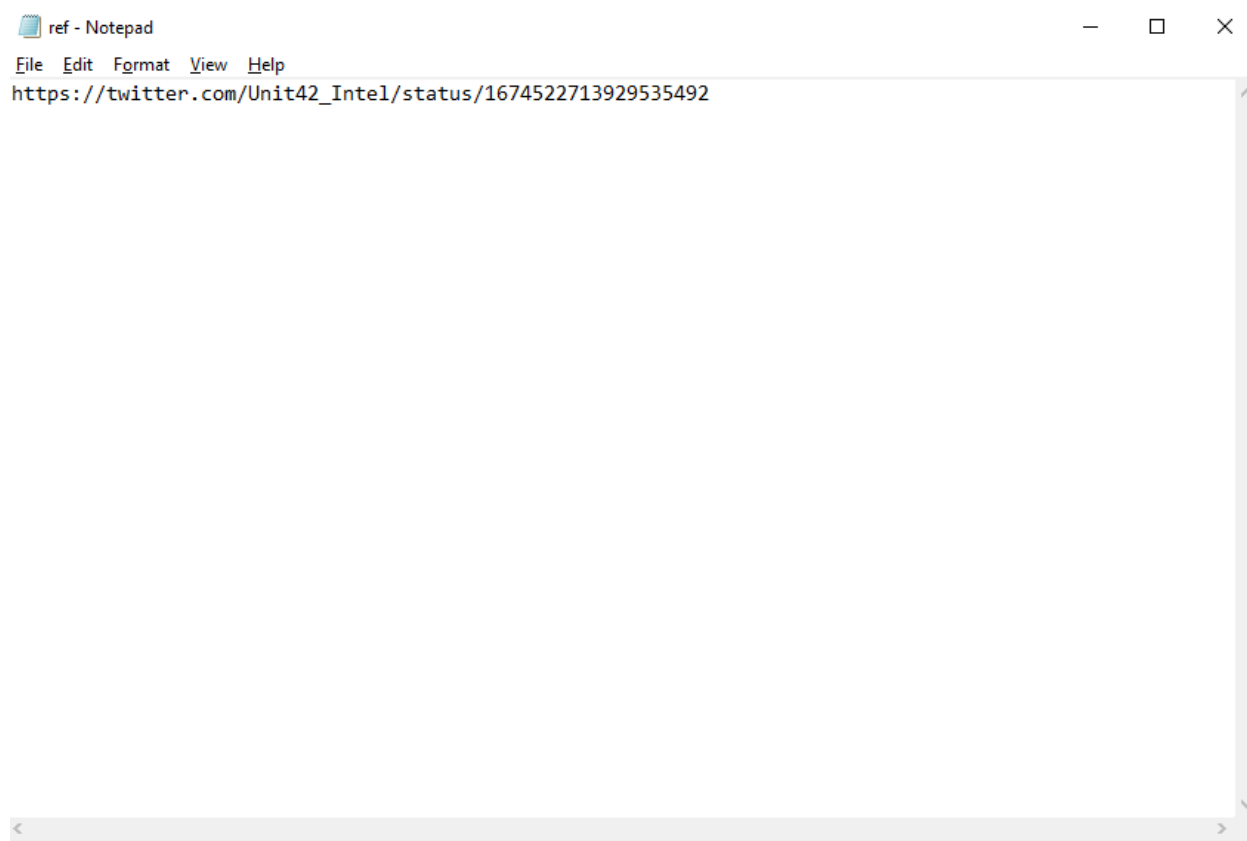 ref - Notepad
File Edit Format View Help
https://twitter.com/Unit42_Intel/status/1674522713929535492